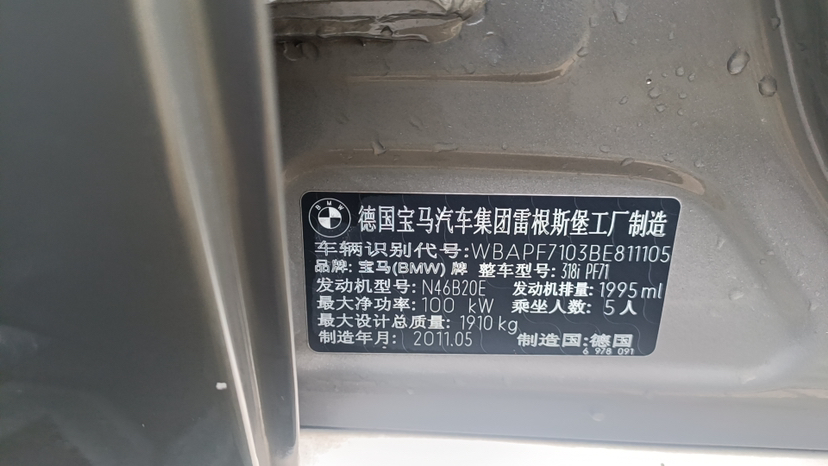 BMW
德国宝马汽车集团雷根斯堡工厂制造
车辆识别代号:WBAPF7103BE811105
品牌: 宝马(BMW) 牌 整车型号: 318i PF71
发动机型号: N46B20E 发动机排量: 1995 ml
最大净功率: 100 kW 乘坐人数: 5 人
最大设计总质量: 1910 kg
制造年月: 2011.05 制造国: 德国
6 978 091